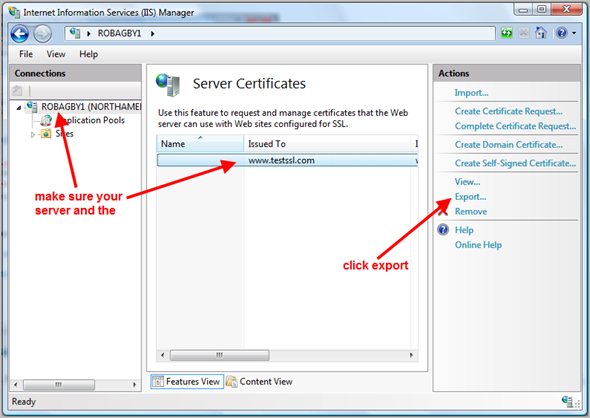 Internet Information Services (IIS) Manager
ROBAGBY1
File View Help
Connections
ROBAGBY1 (NORTHAME
Application Pools
Sites
make sure your
server and the
Server Certificates
Use this feature to request and manage certificates that the Web
server can use with Web sites configured for SSL.
Name Issued To I
www.testssl.com
click export
Features View Content View
Actions
Import...
Create Certificate Request...
Complete Certificate Request...
Create Domain Certificate...
Create Self-Signed Certificate...
View...
Export...
Remove
Help
Online Help
Ready